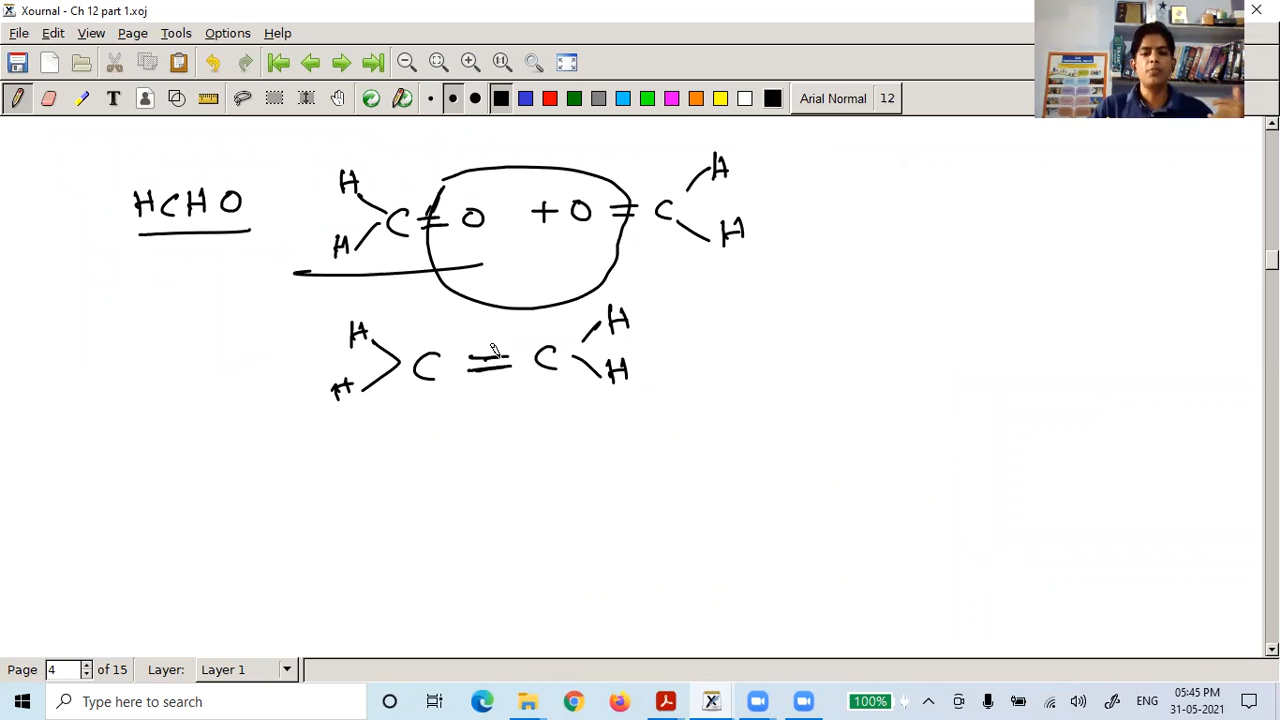 Xournal - Ch 12 part 1.xoj
File Edit View Page Tools Options Help
Arial Normal 12
HCHO
H H C = O + O = C H H
H H C = C H H
Page 4 of 15 Layer: Layer 1
Type here to search
100%
ENG
05:45 PM
31-05-2021